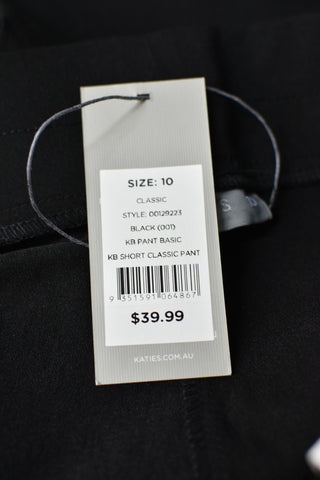 SIZE: 10
CLASSIC
STYLE: 00129223
BLACK (001)
KB PANT BASIC
KB SHORT CLASSIC PANT
9 351591 064867
$39.99
KATIES.COM.AU
S